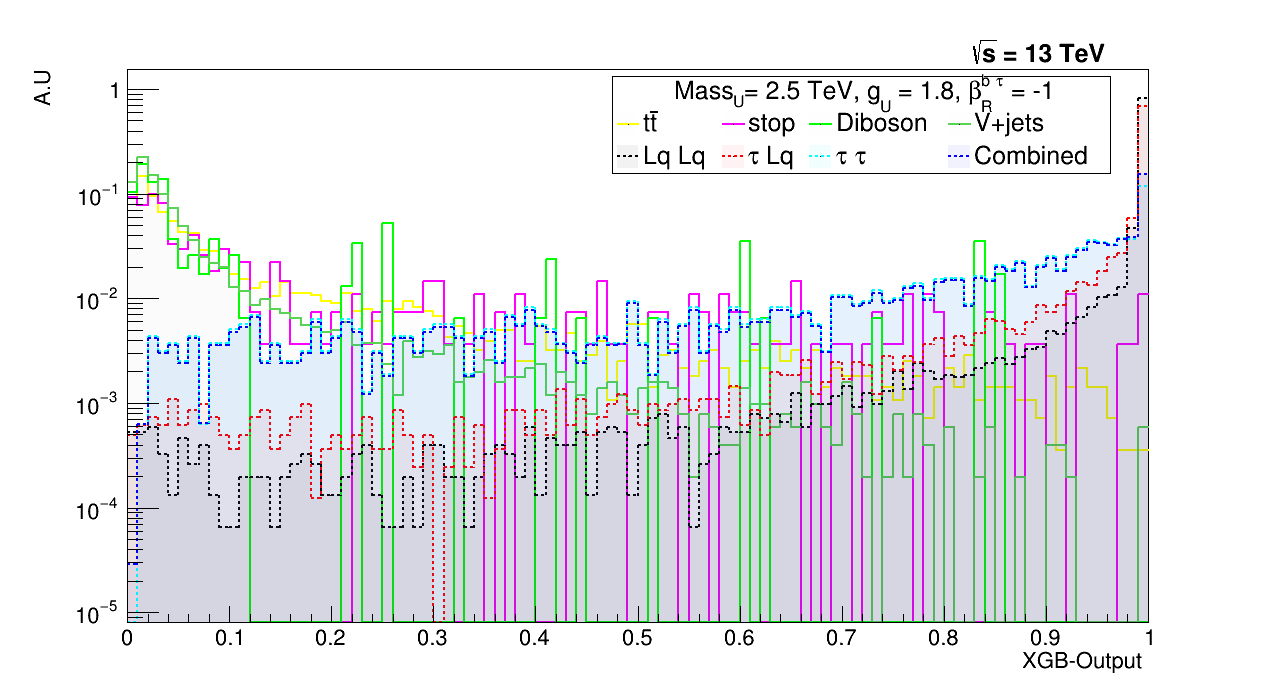 √s = 13 TeV
A.U
Mass_U= 2.5 TeV, g_U = 1.8, β_R^{b τ} = -1
tt̄ stop Diboson V+jets
Lq Lq τ Lq τ τ Combined
1
10⁻¹
10⁻²
10⁻³
10⁻⁴
10⁻⁵
0 0.1 0.2 0.3 0.4 0.5 0.6 0.7 0.8 0.9 1
XGB-Output